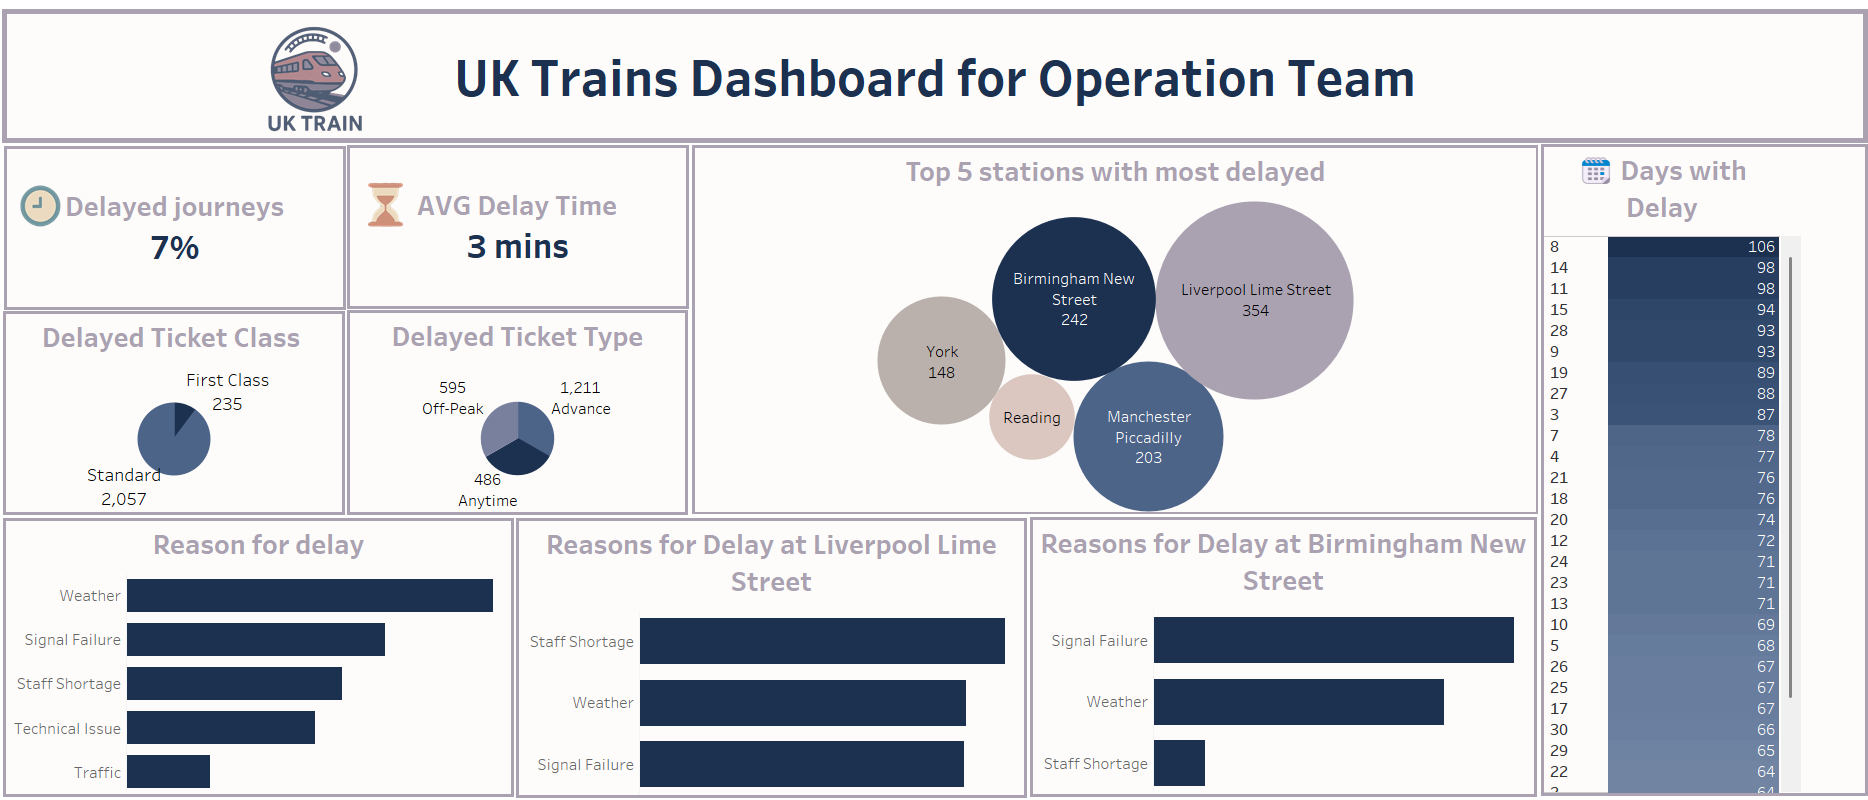 UK TRAIN
UK Trains Dashboard for Operation Team
Delayed journeys
7%
AVG Delay Time
3 mins
Delayed Ticket Class
First Class
235
Standard
2,057
Delayed Ticket Type
595
Off-Peak
1,211
Advance
486
Anytime
Top 5 stations with most delayed
Birmingham New
Street
242
Liverpool Lime Street
354
York
148
Reading
Manchester
Piccadilly
203
Days with
Delay
8 106
14 98
11 98
15 94
28 93
9 93
19 89
27 88
3 87
7 78
4 77
21 76
18 76
20 74
12 72
24 71
23 71
13 71
10 69
5 68
26 67
25 67
17 67
30 66
29 65
22 64
2 64
Reason for delay
Weather
Signal Failure
Staff Shortage
Technical Issue
Traffic
Reasons for Delay at Liverpool Lime
Street
Staff Shortage
Weather
Signal Failure
Reasons for Delay at Birmingham New
Street
Signal Failure
Weather
Staff Shortage